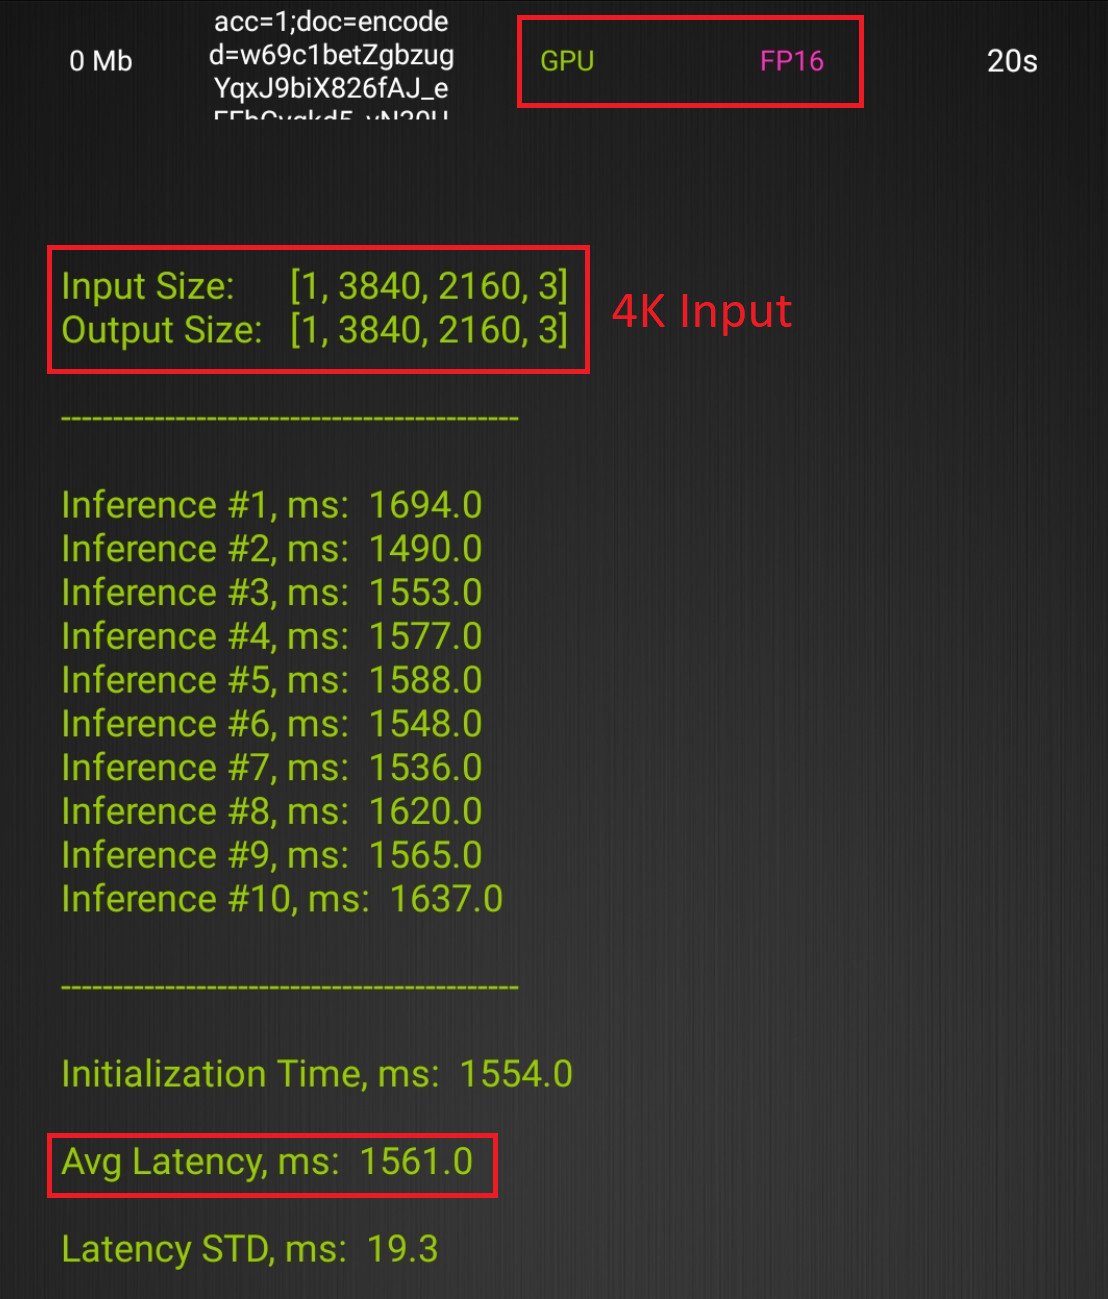 0 Mb
acc=1;doc=encode
d=w69c1betZgbzug
YqxJ9biX826fAJ_e
GPU FP16 20s
Input Size: [1, 3840, 2160, 3]
Output Size: [1, 3840, 2160, 3]
4K Input
--------------------------------------------
Inference #1, ms: 1694.0
Inference #2, ms: 1490.0
Inference #3, ms: 1553.0
Inference #4, ms: 1577.0
Inference #5, ms: 1588.0
Inference #6, ms: 1548.0
Inference #7, ms: 1536.0
Inference #8, ms: 1620.0
Inference #9, ms: 1565.0
Inference #10, ms: 1637.0
--------------------------------------------
Initialization Time, ms: 1554.0
Avg Latency, ms: 1561.0
Latency STD, ms: 19.3